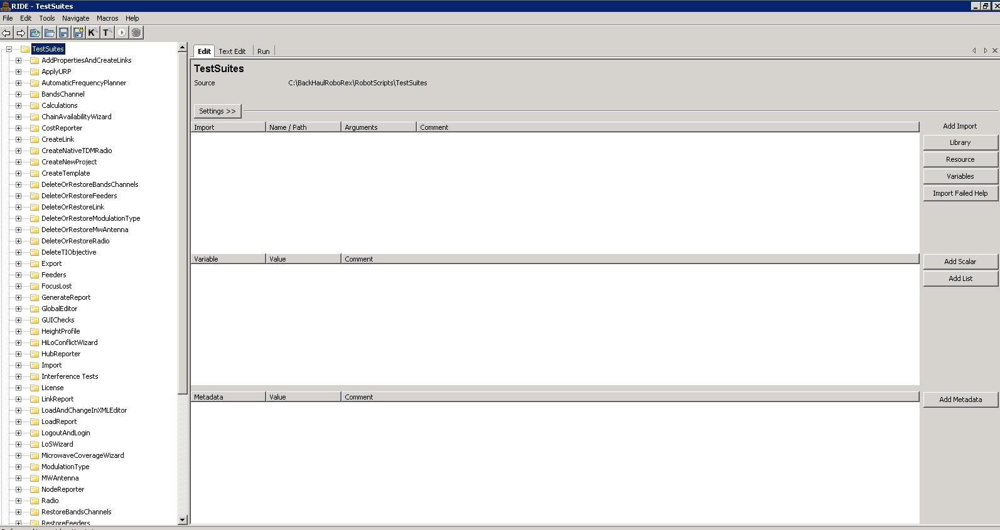 RIDE - TestSuites
File Edit Tools Navigate Macros Help
K T
TestSuites
AddPropertiesAndCreateLinks
ApplyURP
AutomaticFrequencyPlanner
BandsChannel
Calculations
ChainAvailabilityWizard
CostReporter
CreateLink
CreateNativeTDMRadio
CreateNewProject
CreateTemplate
DeleteOrRestoreBandsChannels
DeleteOrRestoreFeeders
DeleteOrRestoreLink
DeleteOrRestoreModulationType
DeleteOrRestoreMwAntenna
DeleteOrRestoreRadio
DeleteTIObjective
Export
Feeders
FocusLost
GenerateReport
GlobalEditor
GUIChecks
HeightProfile
HiLoConflictWizard
HubReporter
Import
Interference Tests
License
LinkReport
LoadAndChangeInXMLEditor
LoadReport
LogoutAndLogin
LoSWizard
MicrowaveCoverageWizard
ModulationType
MWAntenna
NodeReporter
Radio
RestoreBandsChannels
RestoreFeeders
Edit Text Edit Run
TestSuites
Source C:\BackHaulRoboRex\RobotScripts\TestSuites
Settings >>
Import Name / Path Arguments Comment
Add Import
Library
Resource
Variables
Import Failed Help
Variable Value Comment
Add Scalar
Add List
Metadata Value Comment
Add Metadata